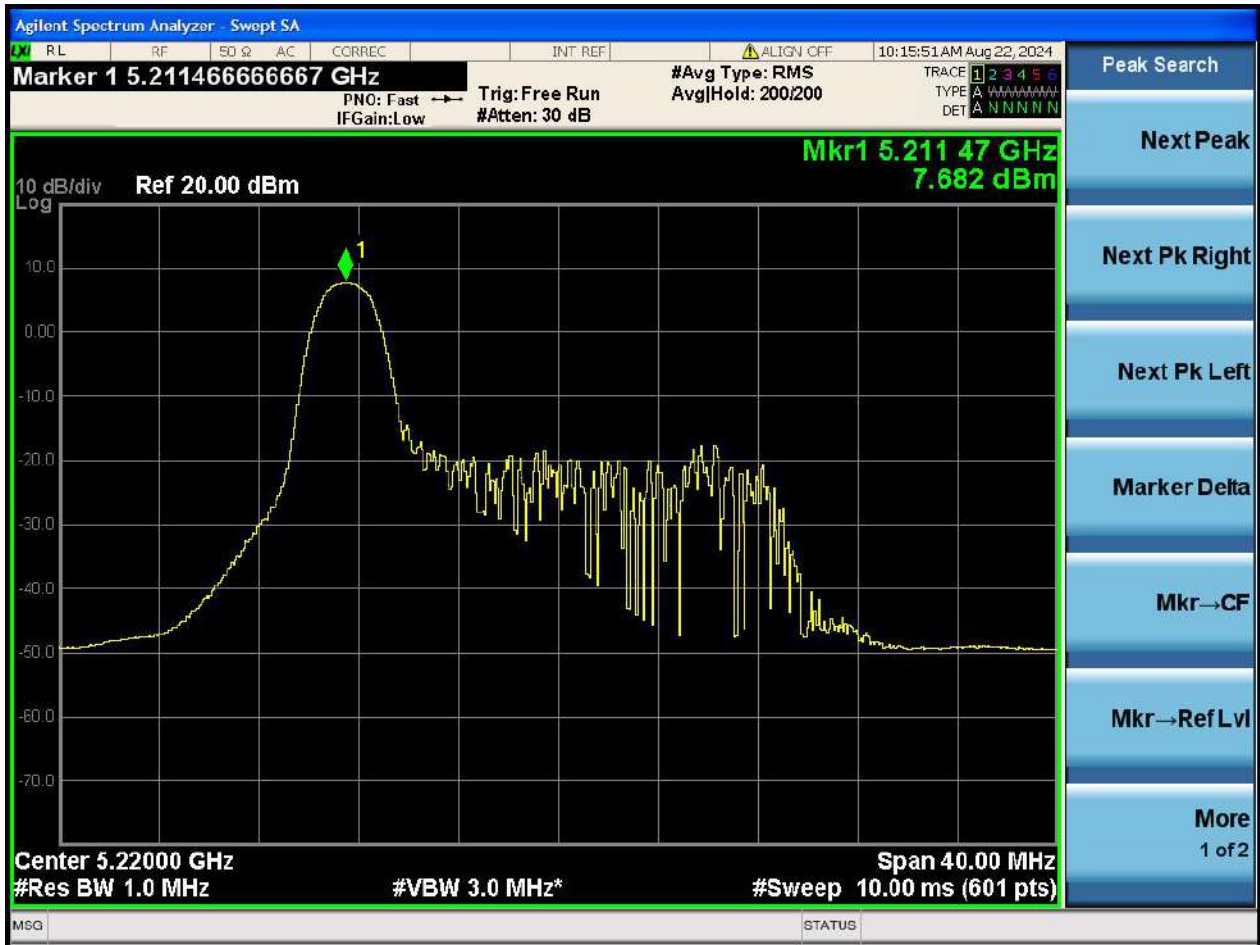 Agilent Spectrum Analyzer - Swept SA
LXI RL RF 50 Ω AC CORREC INT REF ALIGN OFF 10:15:51 AM Aug 22, 2024
Marker 1 5.211466666667 GHz
PNO: Fast
IFGain:Low
Trig: Free Run
#Atten: 30 dB
#Avg Type: RMS
Avg|Hold: 200/200
TRACE 1 2 3 4 5 6
TYPE A WWWWW
DET A N N N N N
Peak Search
Mkr1 5.211 47 GHz
7.682 dBm
10 dB/div
Log
Ref 20.00 dBm
1
10.0
0.00
-10.0
-20.0
-30.0
-40.0
-50.0
-60.0
-70.0
Center 5.22000 GHz
Span 40.00 MHz
#Res BW 1.0 MHz
#VBW 3.0 MHz*
#Sweep 10.00 ms (601 pts)
Next Peak
Next Pk Right
Next Pk Left
Marker Delta
Mkr→CF
Mkr→Ref Lvl
More
1 of 2
MSG
STATUS